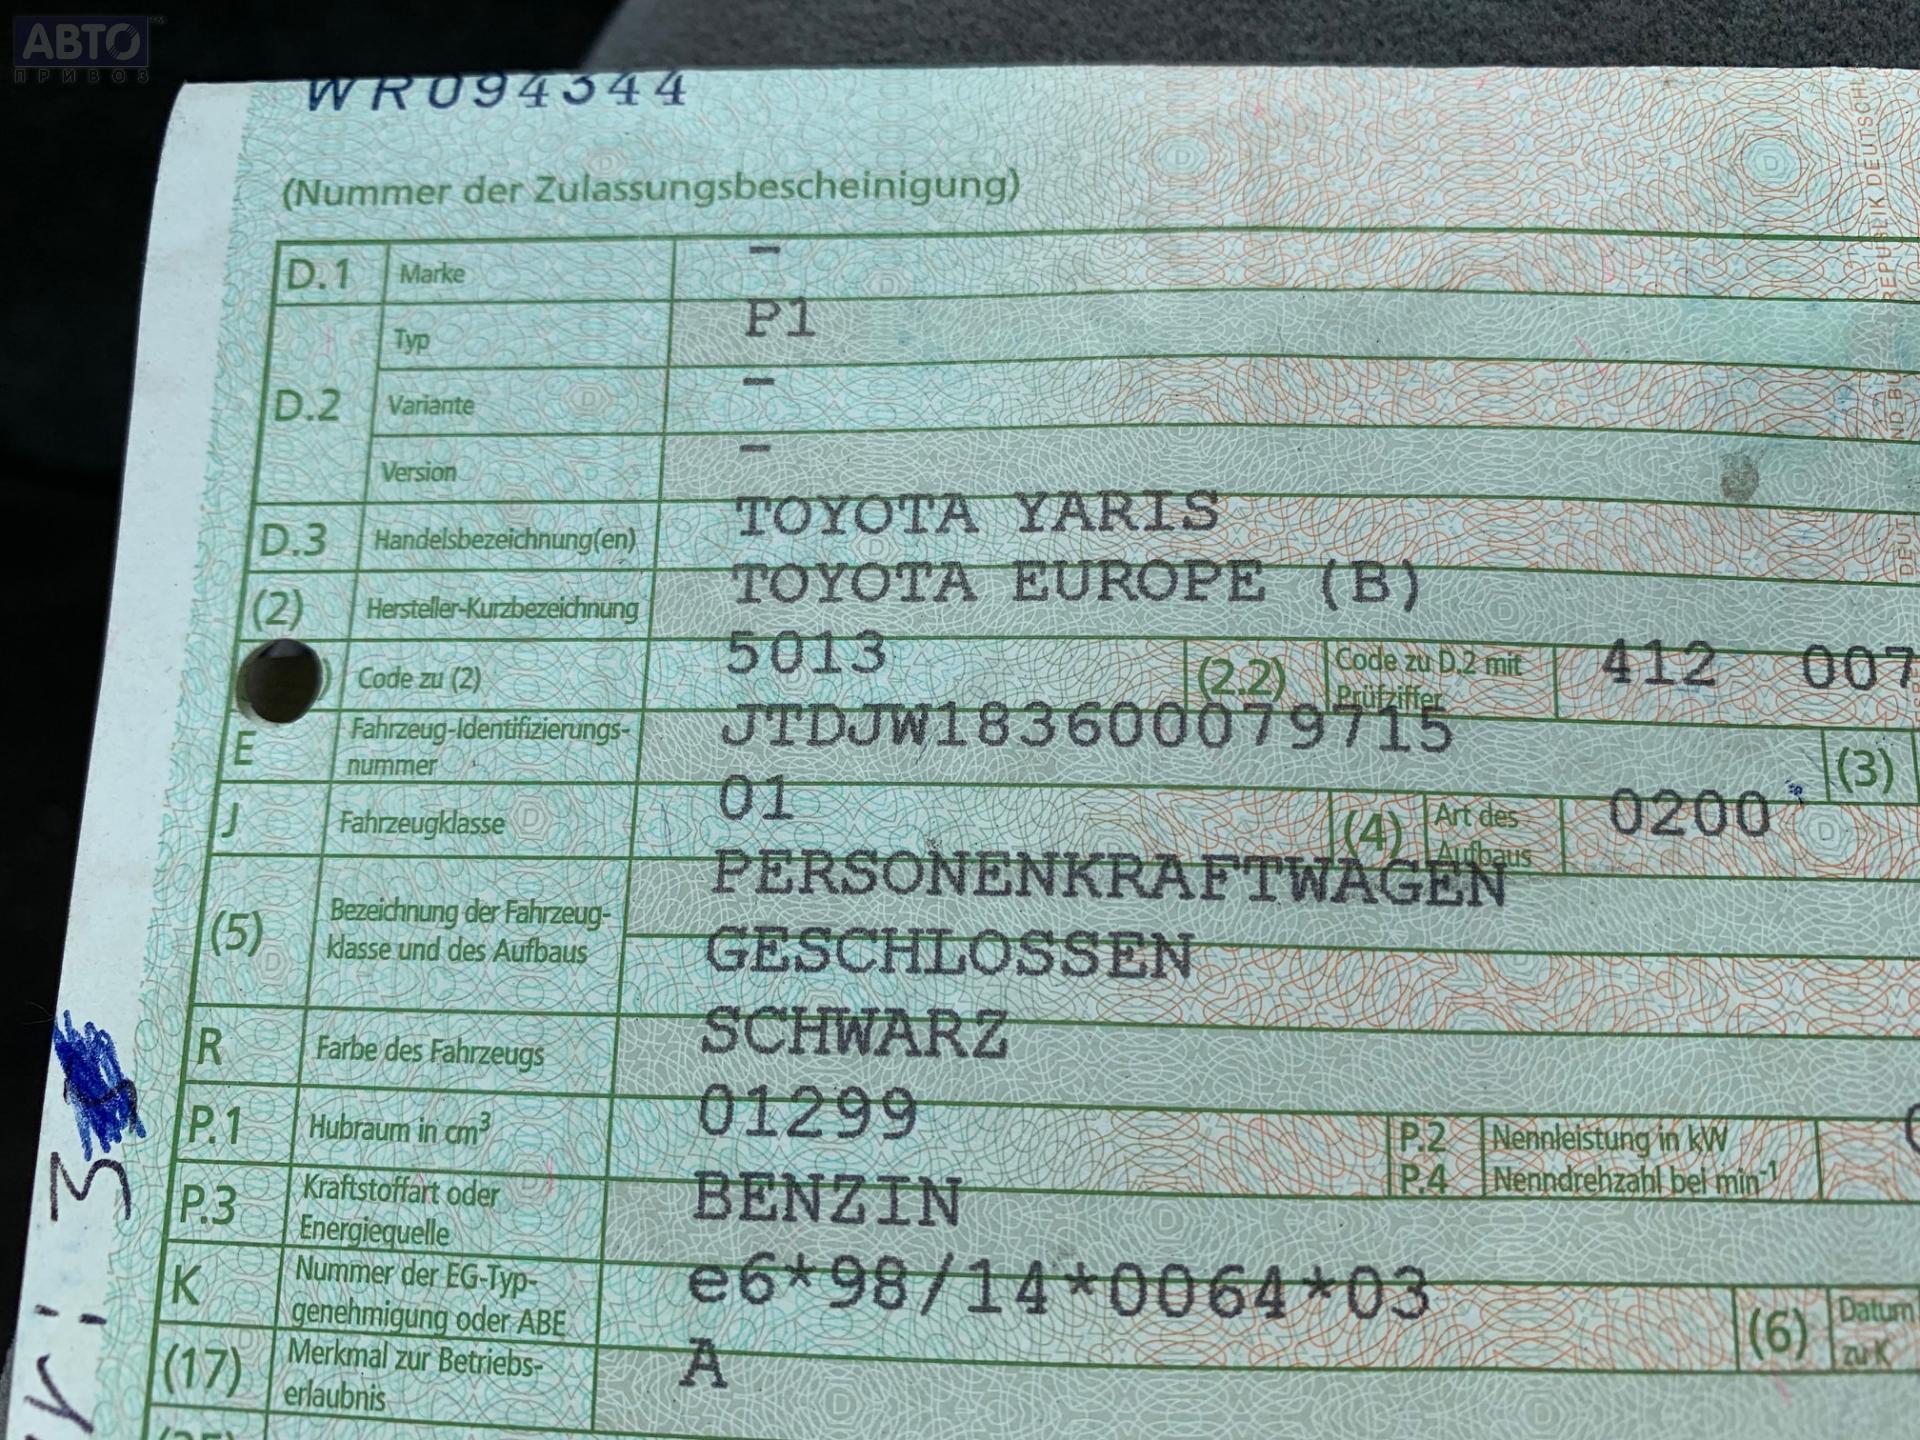 АВТО
ПРИВОЗ
WR094344
(Nummer der Zulassungsbescheinigung)
D.1 Marke -
D.2 Typ P1
Variante -
Version -
D.3 Handelsbezeichnung(en) TOYOTA YARIS
(2) Hersteller-Kurzbezeichnung TOYOTA EUROPE (B)
Code zu (2) 5013 (2.2) Code zu D.2 mit Prüfziffer 412 007
E Fahrzeug-Identifizierungs-
nummer JTDJW183600079715 (3)
J Fahrzeugklasse 01 (4) Art des Aufbaus 0200
(5) Bezeichnung der Fahrzeug- PERSONENKRAFTWAGEN
klasse und des Aufbaus GESCHLOSSEN
R Farbe des Fahrzeugs SCHWARZ
P.1 Hubraum in cm³ 01299 P.2 Nennleistung in kW
P.4 Nenndrehzahl bei min⁻¹
P.3 Kraftstoffart oder
Energiequelle BENZIN
K Nummer der EG-Typ-
genehmigung oder ABE e6*98/14*0064*03 (6) Datum
zu K
(17) Merkmal zur Betriebs-
erlaubnis A